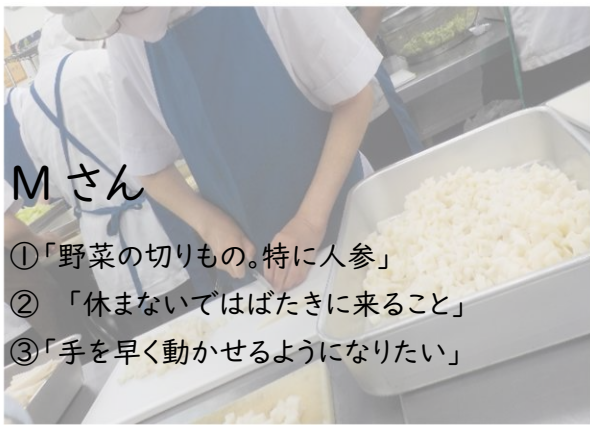 Mさん
①「野菜の切りもの。特に人参」
② 「休まないではばたきに来ること」
③「手を早く動かせるようになりたい」